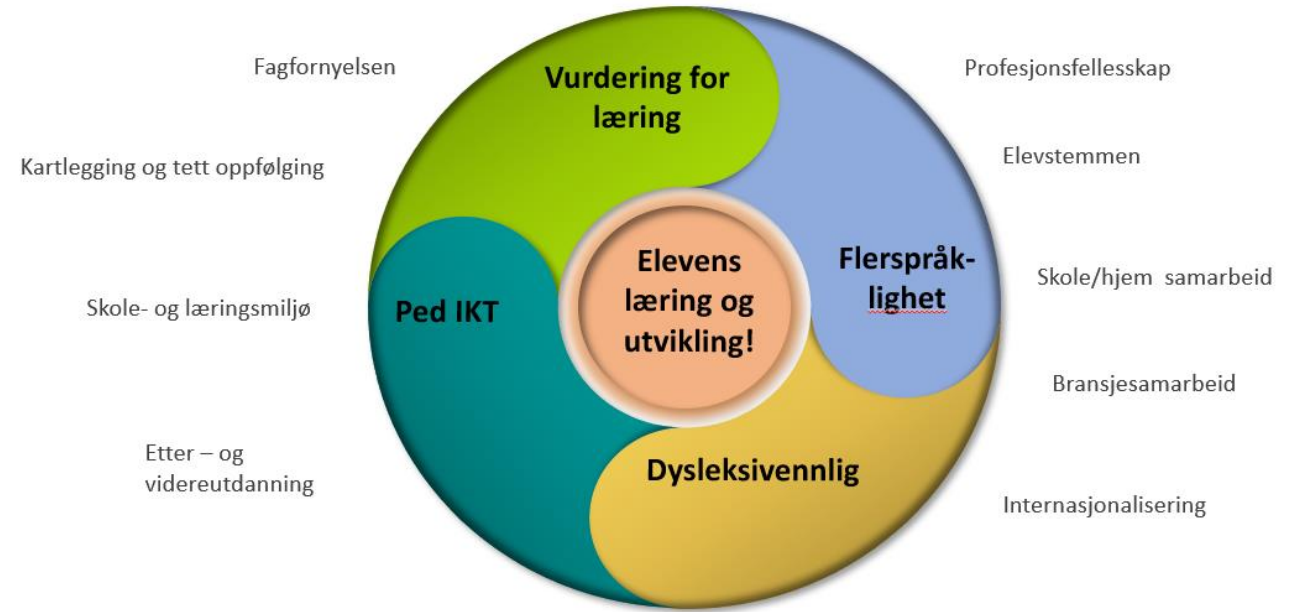 Fagfornyelsen
Kartlegging og tett oppfølging
Skole- og læringsmiljø
Etter – og
videreutdanning
Vurdering for
læring
Ped IKT
Elevens
læring og
utvikling!
Flerspråk-
lighet
Dysleksivennlig
Profesjonsfellesskap
Elevstemmen
Skole/hjem samarbeid
Bransjesamarbeid
Internasjonalisering